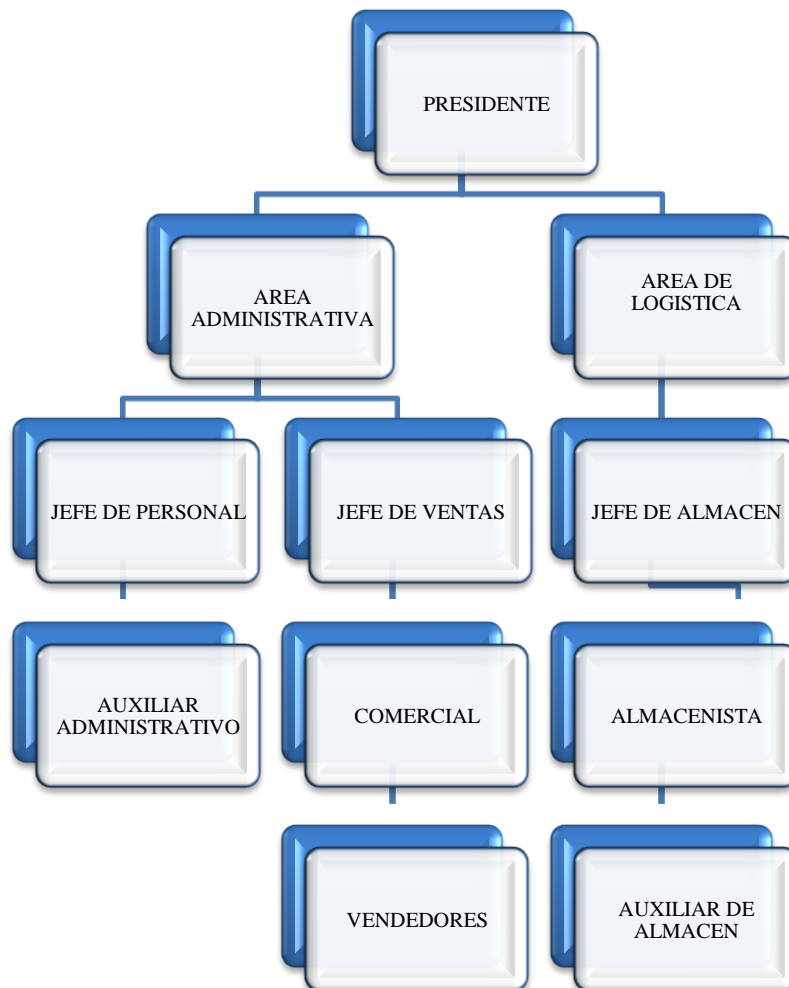 PRESIDENTE
AREA
ADMINISTRATIVA
AREA DE
LOGISTICA
JEFE DE PERSONAL
JEFE DE VENTAS
JEFE DE ALMACEN
AUXILIAR
ADMINISTRATIVO
COMERCIAL
ALMACENISTA
VENDEDORES
AUXILIAR DE
ALMACEN